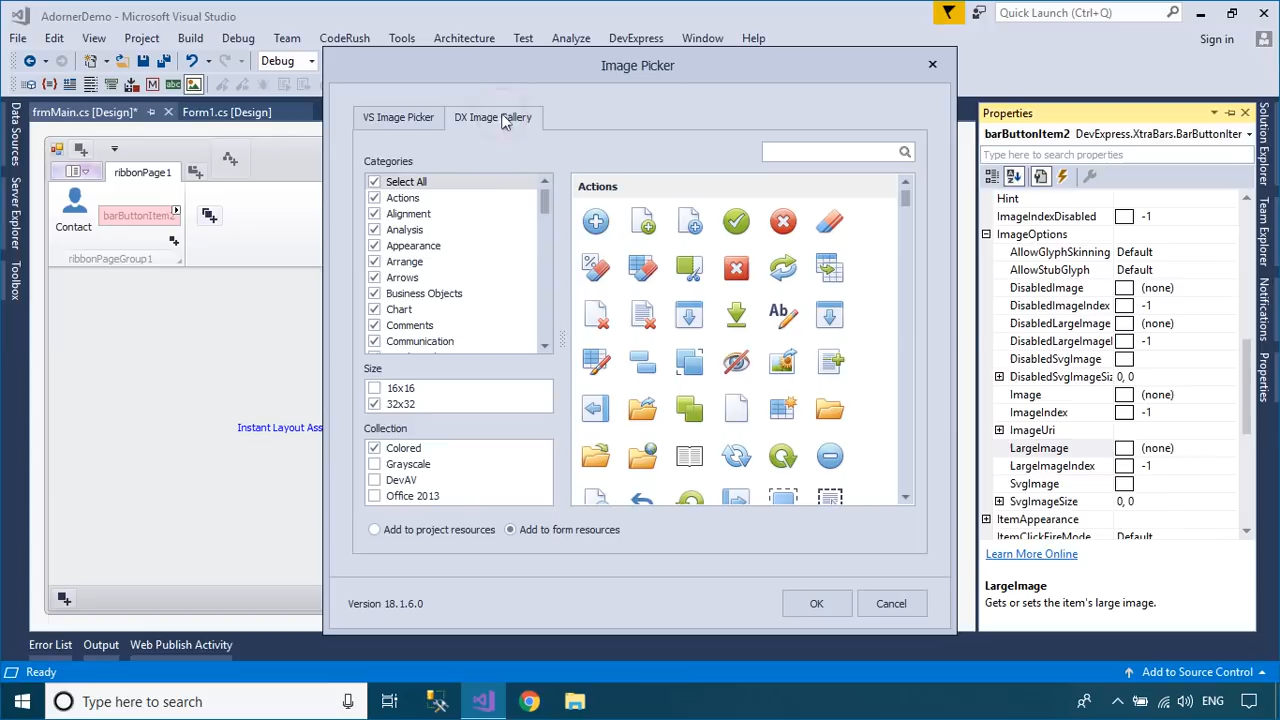 AdornerDemo - Microsoft Visual Studio
Quick Launch (Ctrl+Q)
File Edit View Project Build Debug Team CodeRush Tools Architecture Test Analyze DevExpress Window Help
Sign in
Debug
frmMain.cs [Design]* Form1.cs [Design]
Data Sources
Server Explorer
Toolbox
ribbonPage1
Contact
barButtonItem2
ribbonPageGroup1
Instant Layout Ass
Image Picker
VS Image Picker
DX Image Gallery
Categories
Select All
Actions
Alignment
Analysis
Appearance
Arrange
Arrows
Business Objects
Chart
Comments
Communication
Size
16x16
32x32
Collection
Colored
Grayscale
DevAV
Office 2013
Actions
Ab
Add to project resources
Add to form resources
Version 18.1.6.0
OK
Cancel
Properties
barButtonItem2 DevExpress.XtraBars.BarButtonIter
Type here to search properties
Hint
ImageIndexDisabled -1
ImageOptions
AllowGlyphSkinning Default
AllowStubGlyph Default
DisabledImage (none)
DisabledImageIndex -1
DisabledLargeImage (none)
DisabledLargeImageI -1
DisabledSvgImage
DisabledSvgImageSiz 0, 0
Image (none)
ImageIndex -1
ImageUri
LargeImage (none)
LargeImageIndex -1
SvgImage
SvgImageSize 0, 0
ItemAppearance
ItemClickFireMode Default
Learn More Online
LargeImage
Gets or sets the item's large image.
Solution Explorer
Team Explorer
Notifications
Properties
Error List Output Web Publish Activity
Ready
Add to Source Control
Type here to search
ENG